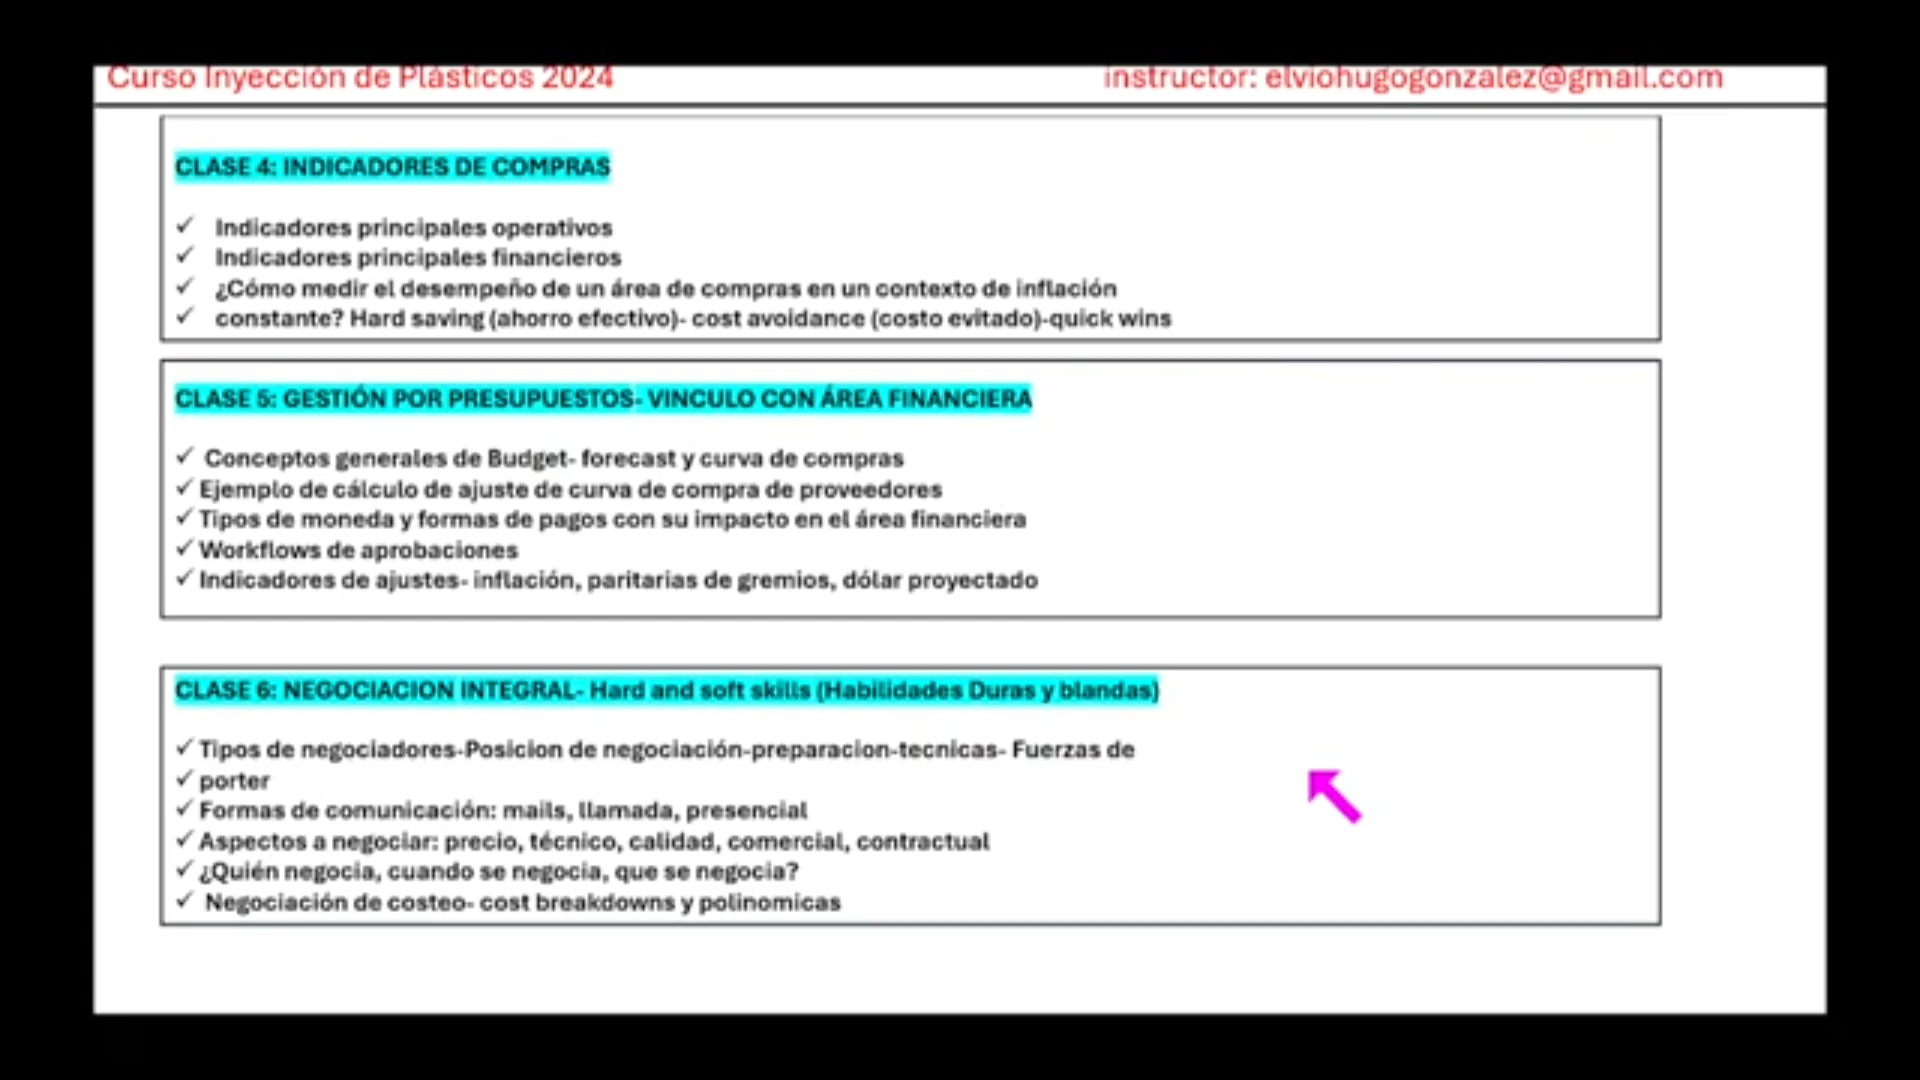 Curso Inyección de Plásticos 2024
instructor: elviohugogonzalez@gmail.com
CLASE 4: INDICADORES DE COMPRAS
✓ Indicadores principales operativos
✓ Indicadores principales financieros
✓ ¿Cómo medir el desempeño de un área de compras en un contexto de inflación
✓ constante? Hard saving (ahorro efectivo)- cost avoidance (costo evitado)-quick wins
CLASE 5: GESTIÓN POR PRESUPUESTOS- VINCULO CON ÁREA FINANCIERA
✓ Conceptos generales de Budget- forecast y curva de compras
✓ Ejemplo de cálculo de ajuste de curva de compra de proveedores
✓ Tipos de moneda y formas de pagos con su impacto en el área financiera
✓ Workflows de aprobaciones
✓ Indicadores de ajustes- inflación, paritarias de gremios, dólar proyectado
CLASE 6: NEGOCIACION INTEGRAL- Hard and soft skills (Habilidades Duras y blandas)
✓ Tipos de negociadores-Posicion de negociación-preparacion-tecnicas- Fuerzas de
✓ porter
✓ Formas de comunicación: mails, llamada, presencial
✓ Aspectos a negociar: precio, técnico, calidad, comercial, contractual
✓ ¿Quién negocia, cuando se negocia, que se negocia?
✓ Negociación de costeo- cost breakdowns y polinomicas